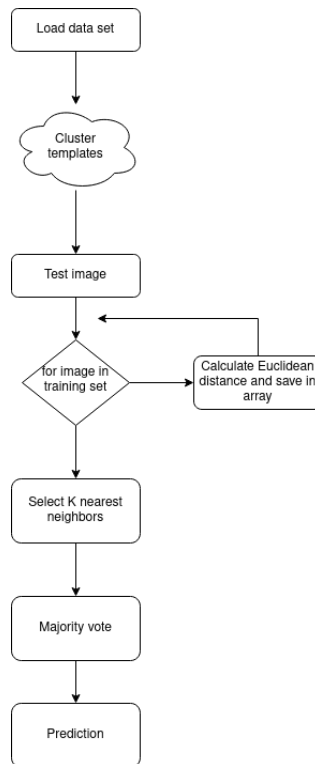 Load data set
Cluster
templates
Test image
for image in
training set
Calculate Euclidean
distance and save in
array
Select K nearest
neighbors
Majority vote
Prediction